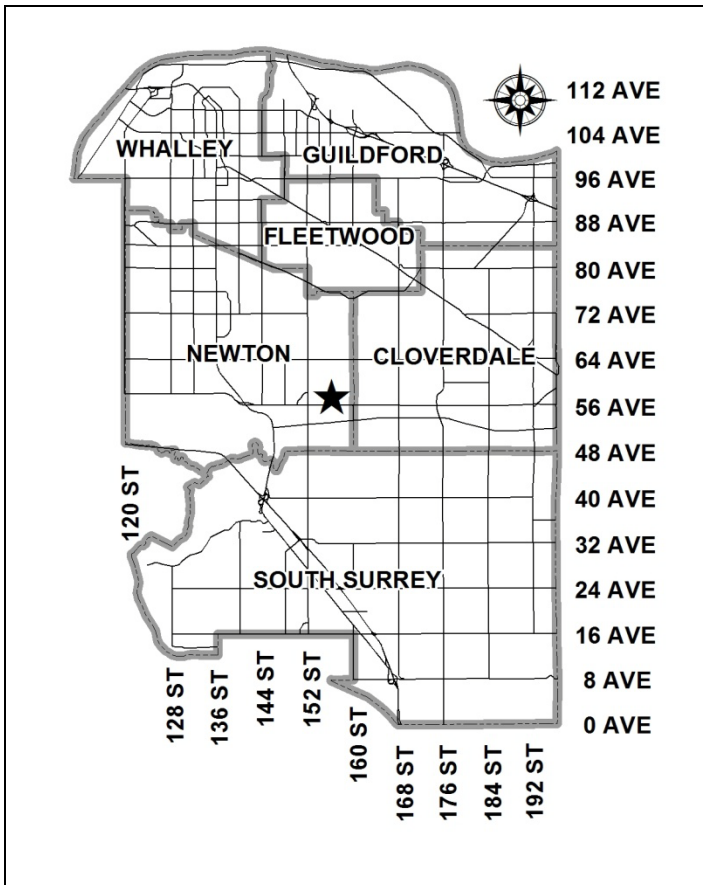 112 AVE
104 AVE
WHALLEY
GUILDFORD
96 AVE
88 AVE
FLEETWOOD
80 AVE
72 AVE
NEWTON
CLOVERDALE
64 AVE
56 AVE
48 AVE
120 ST
40 AVE
32 AVE
SOUTH SURREY
24 AVE
16 AVE
128 ST
136 ST
144 ST
152 ST
160 ST
8 AVE
0 AVE
168 ST
176 ST
184 ST
192 ST